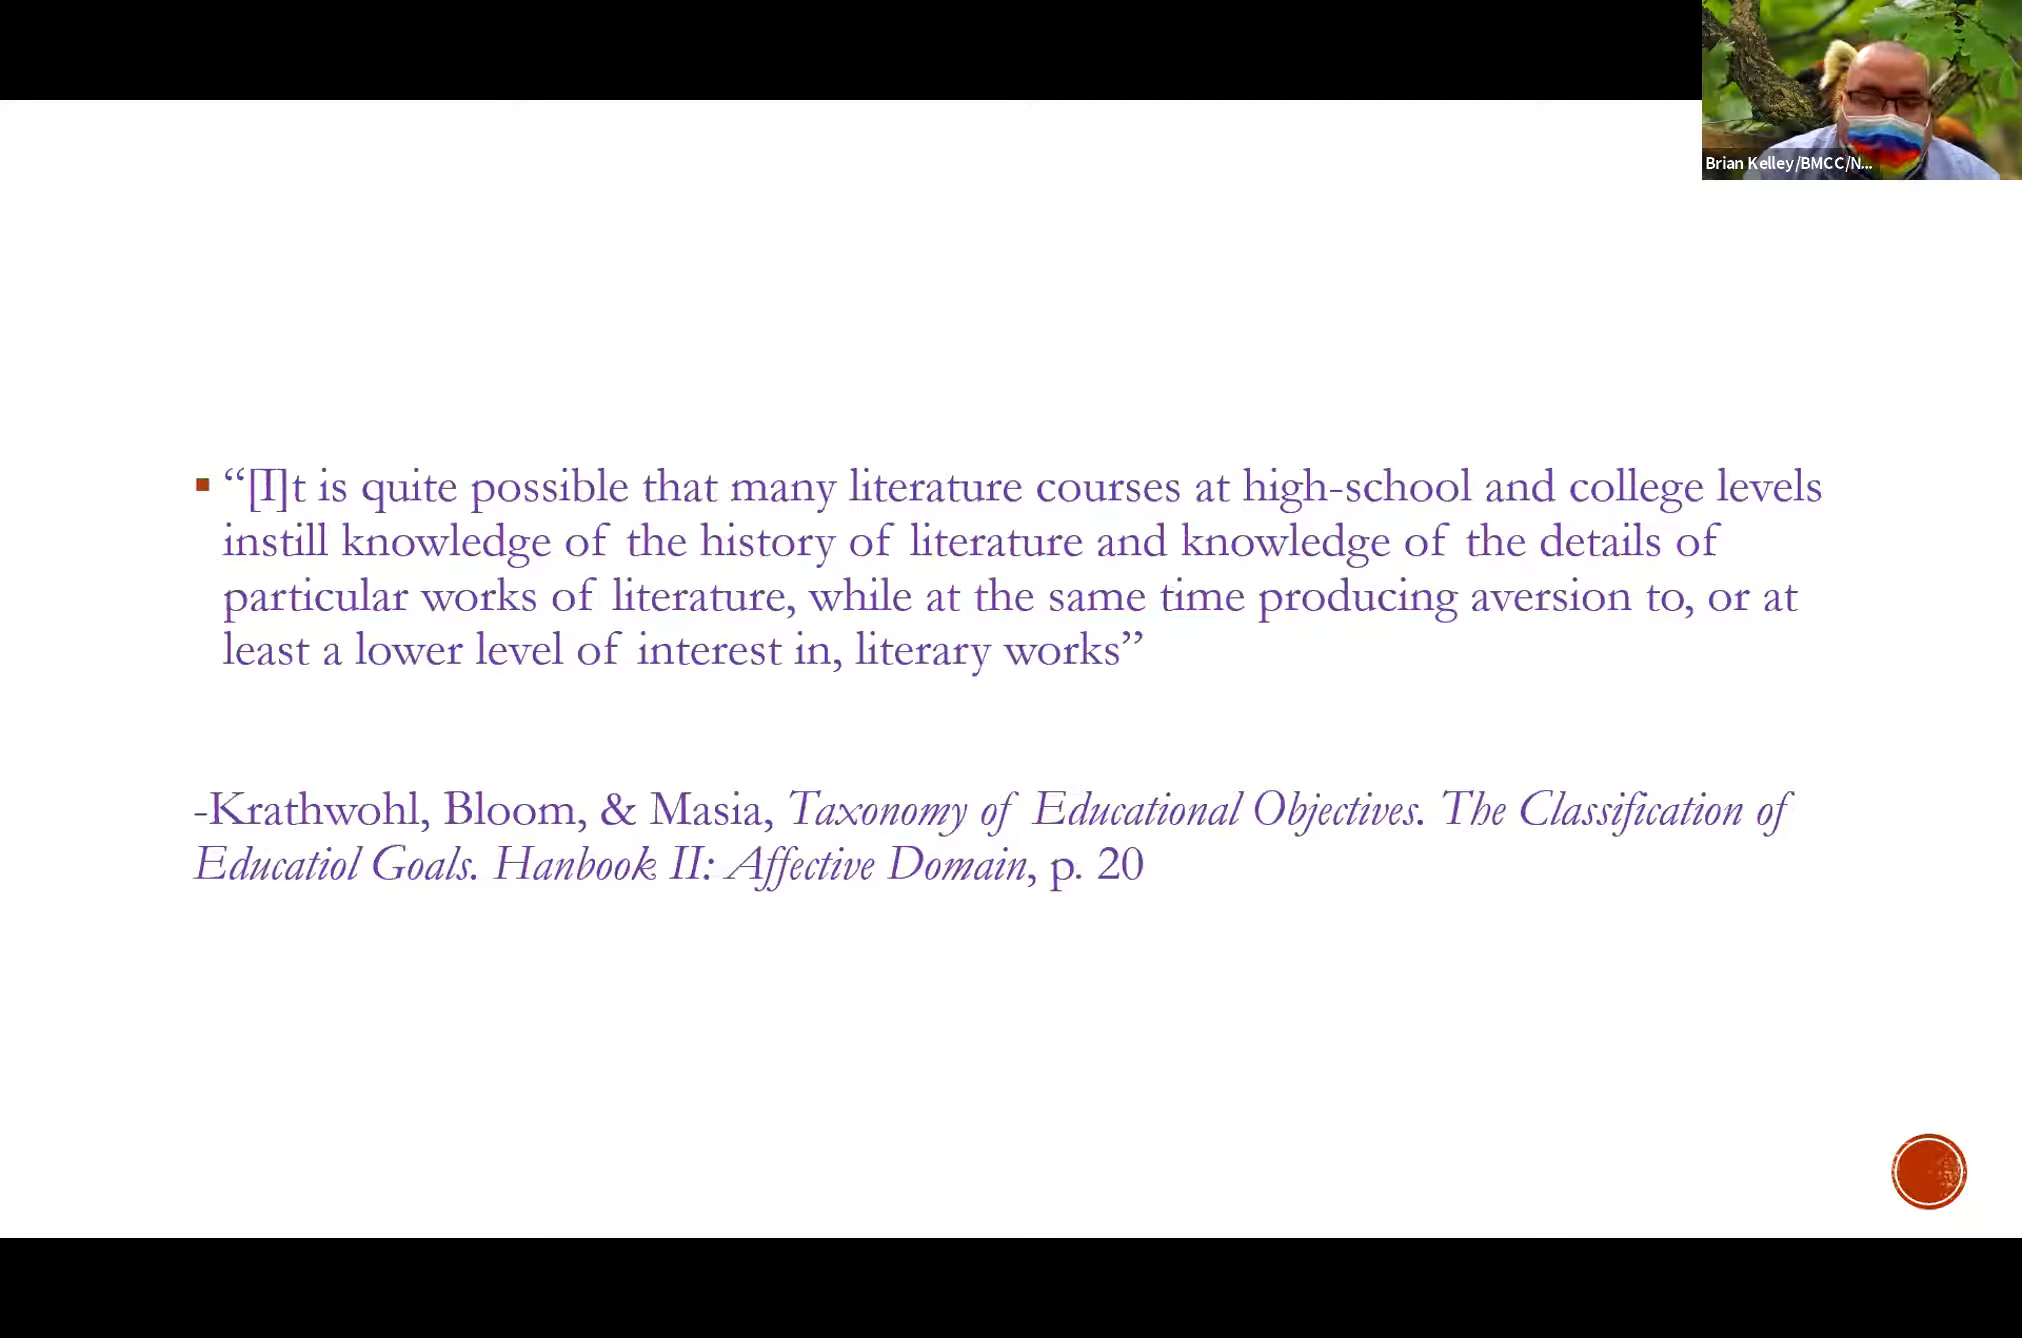 Brian Kelley/BMCC/N...
“[I]t is quite possible that many literature courses at high-school and college levels
instill knowledge of the history of literature and knowledge of the details of
particular works of literature, while at the same time producing aversion to, or at
least a lower level of interest in, literary works”
-Krathwohl, Bloom, & Masia, Taxonomy of Educational Objectives. The Classification of
Educatiol Goals. Hanbook II: Affective Domain, p. 20